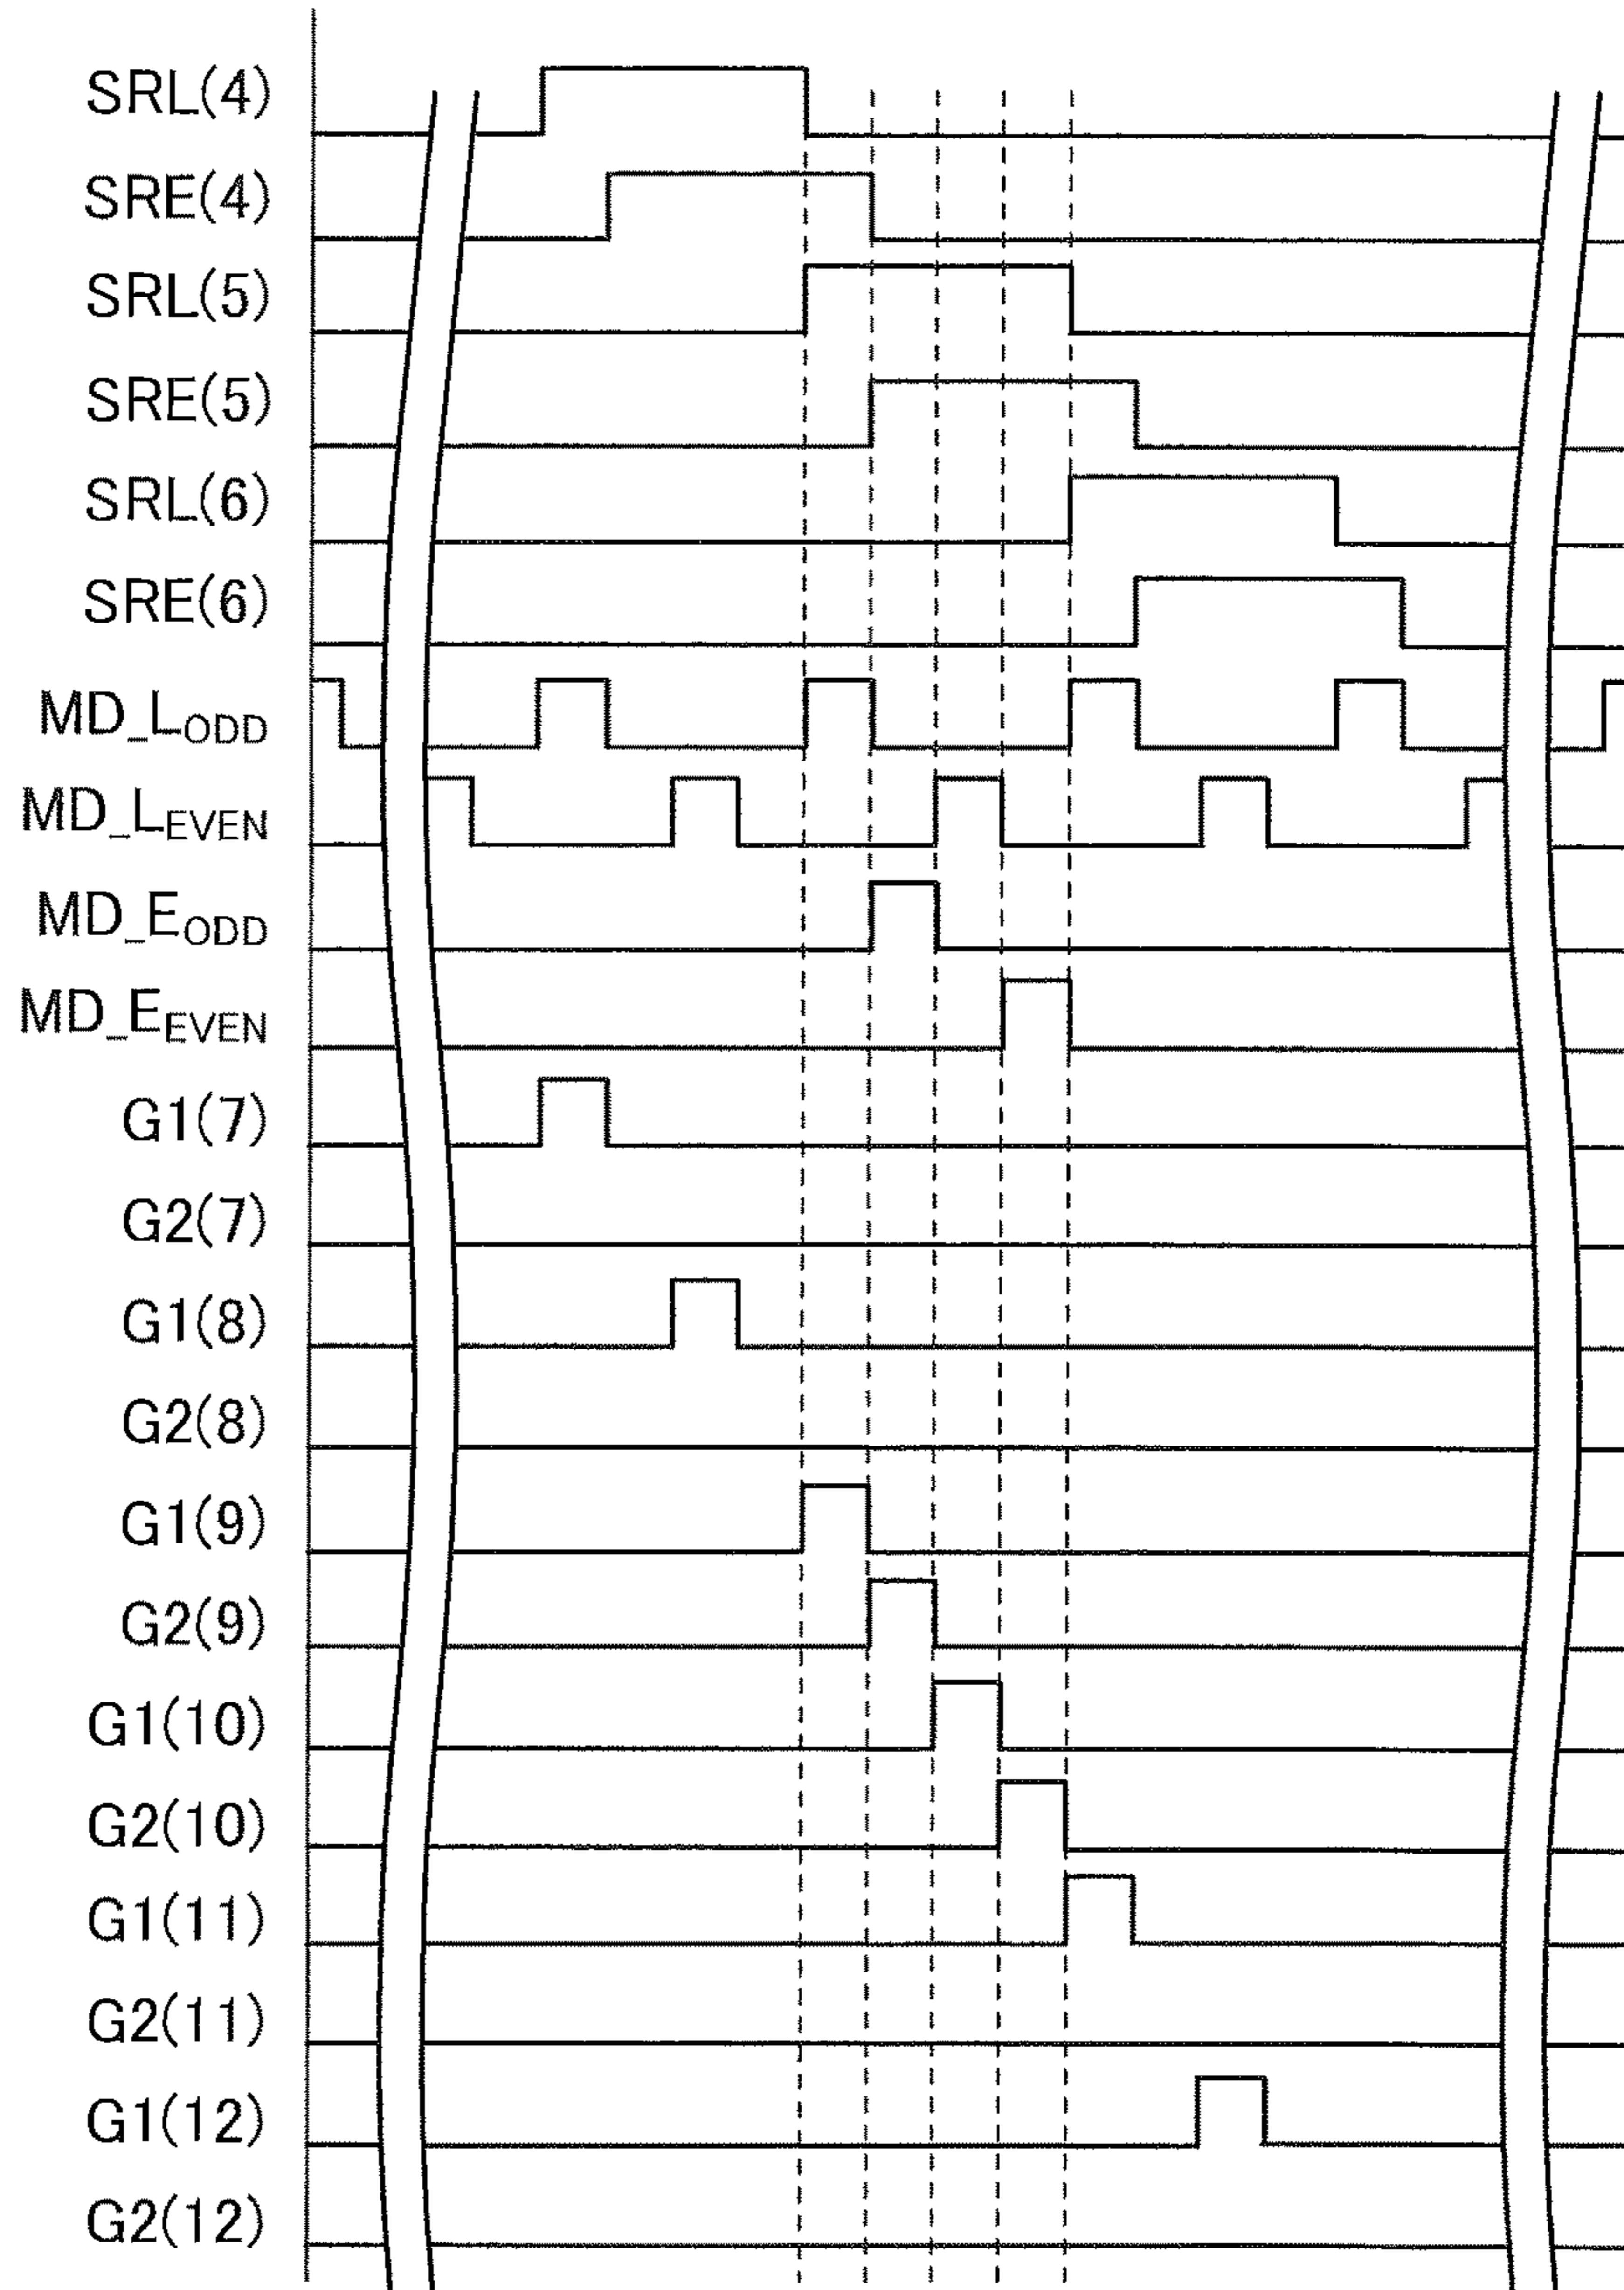 SRL(4)
SRE(4)
SRL(5)
SRE(5)
SRL(6)
SRE(6)
MD_LODD
MD_LEVEN
MD_EODD
MD_EEVEN
G1(7)
G2(7)
G1(8)
G2(8)
G1(9)
G2(9)
G1(10)
G2(10)
G1(11)
G2(11)
G1(12)
G2(12)